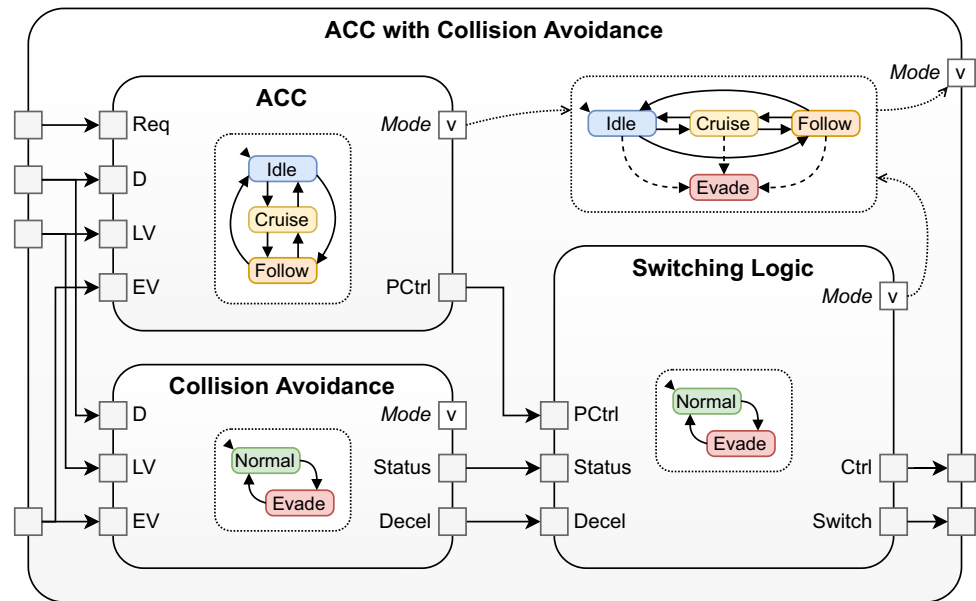 ACC with Collision Avoidance
Mode
v
ACC
Req
Mode
v
D
LV
EV
PCtrl
Idle
Cruise
Follow
Idle
Cruise
Follow
Evade
Switching Logic
Mode
v
PCtrl
Status
Decel
Normal
Evade
Ctrl
Switch
Collision Avoidance
D
Mode
v
LV
Status
EV
Decel
Normal
Evade